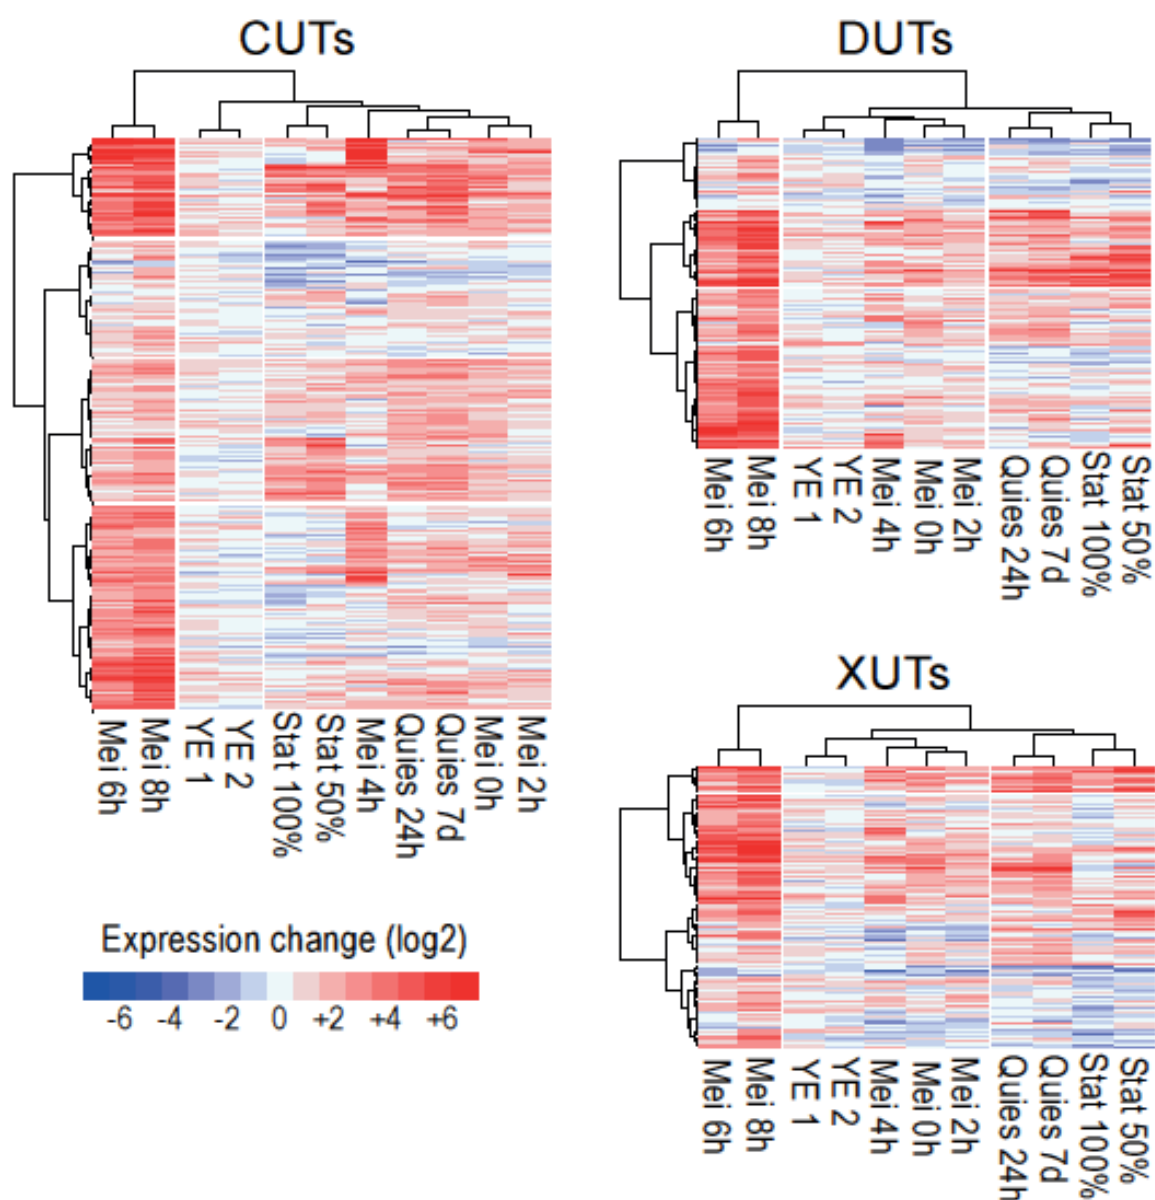 CUTs
Mei 6h
Mei 8h
YE 1
YE 2
Stat 100%
Stat 50%
Mei 4h
Quies 24h
Quies 7d
Mei 0h
Mei 2h
Expression change (log2)
-6 -4 -2 0 +2 +4 +6
DUTs
Mei 6h
Mei 8h
YE 1
YE 2
Mei 4h
Mei 0h
Mei 2h
Quies 24h
Quies 7d
Stat 100%
Stat 50%
XUTs
Mei 6h
Mei 8h
YE 1
YE 2
Mei 4h
Mei 0h
Mei 2h
Quies 24h
Quies 7d
Stat 100%
Stat 50%